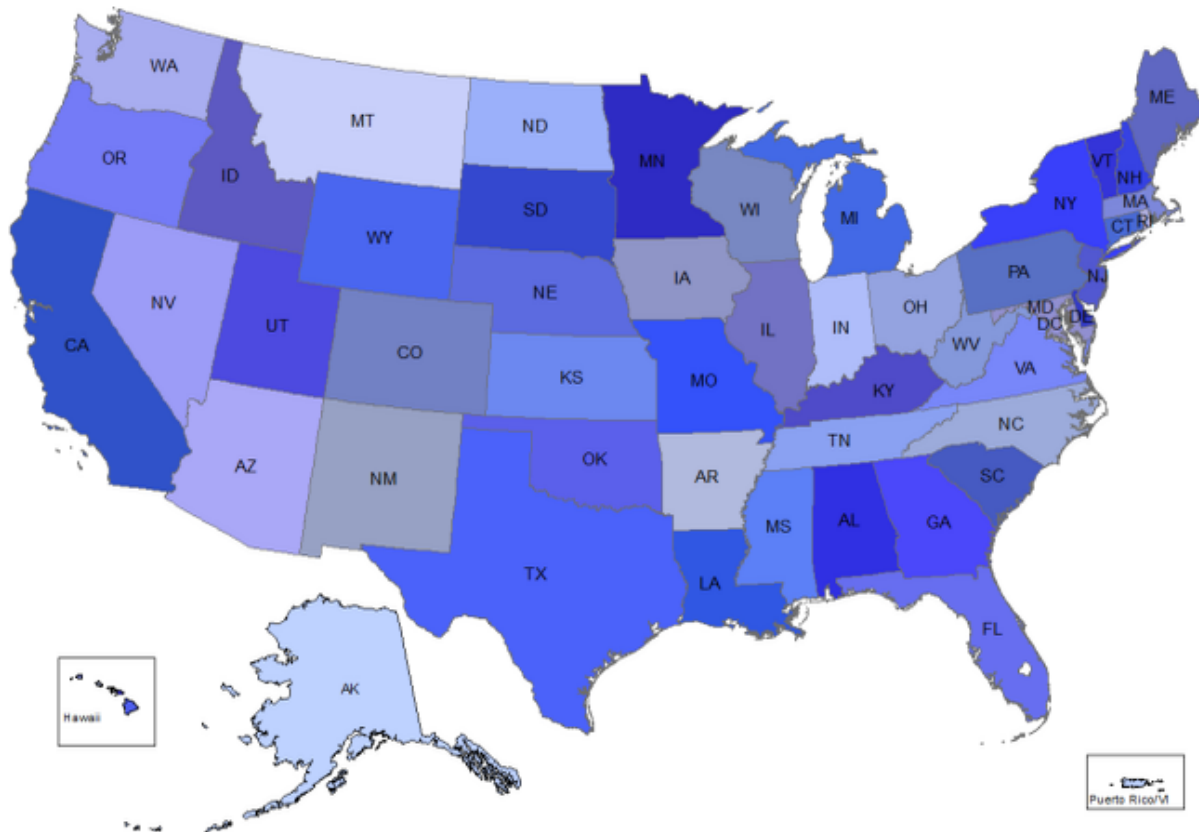 WA
MT
ND
MN
ME
OR
ID
SD
WI
MI
VT
NH
NY
MA
CT
RI
WY
NV
UT
NE
IA
PA
NJ
CA
CO
KS
MO
IL
IN
OH
MD
DC
DE
WV
VA
KY
AZ
NM
OK
AR
TN
NC
TX
LA
MS
AL
GA
SC
FL
AK
Hawaii
Puerto Rico/VI